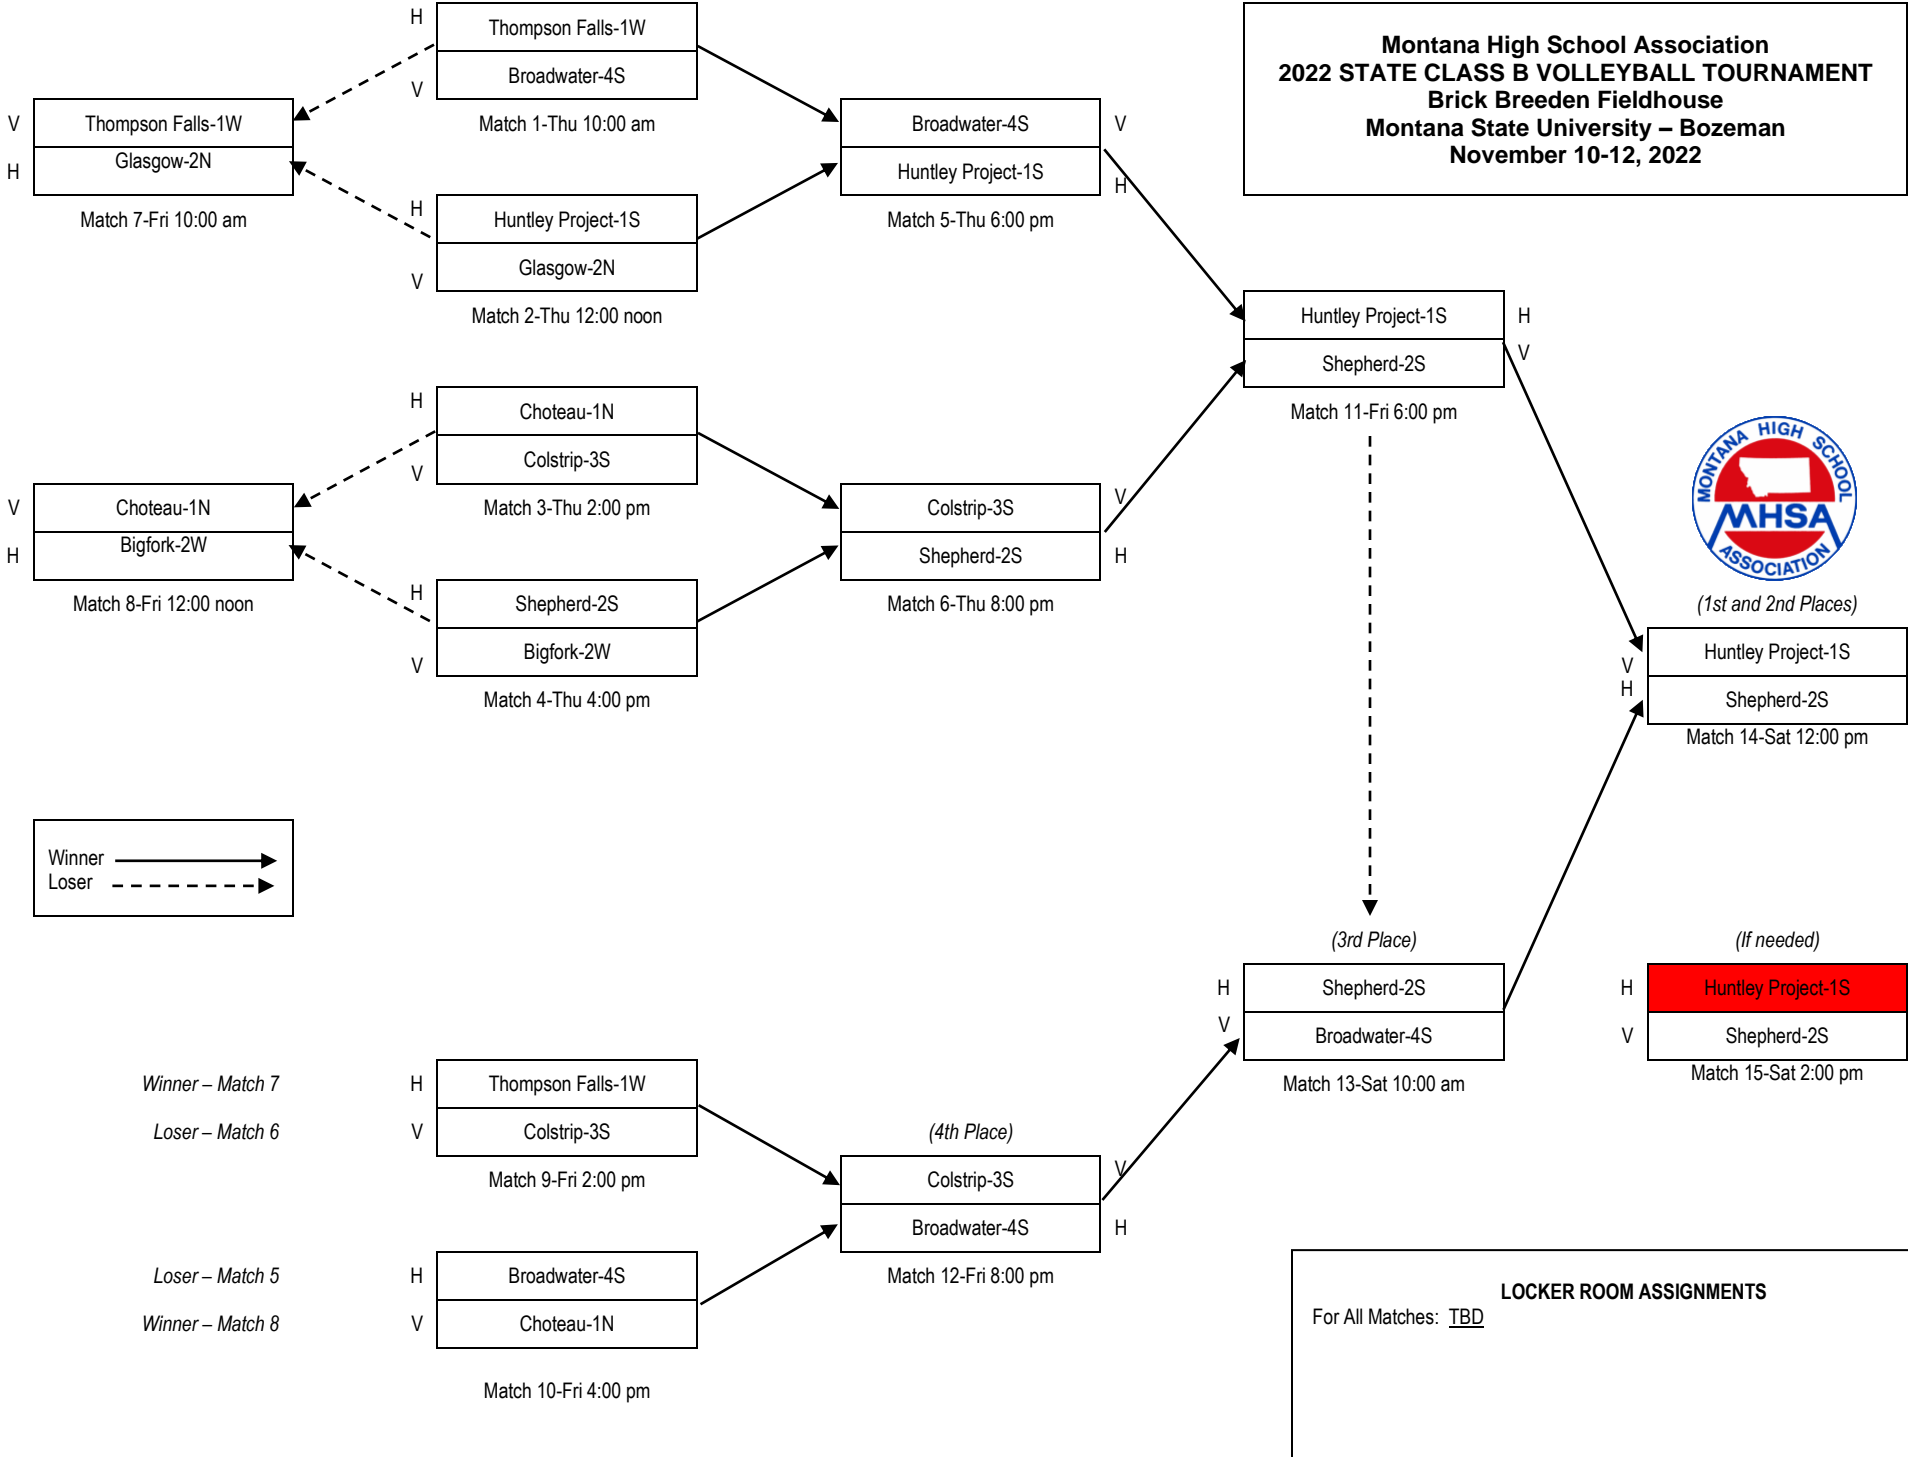 Montana High School Association
2022 STATE CLASS B VOLLEYBALL TOURNAMENT
Brick Breeden Fieldhouse
Montana State University – Bozeman
November 10-12, 2022
H
Thompson Falls-1W
Broadwater-4S
V
Match 1-Thu 10:00 am
V
Thompson Falls-1W
Glasgow-2N
H
Match 7-Fri 10:00 am
H
Huntley Project-1S
Glasgow-2N
V
Match 2-Thu 12:00 noon
Broadwater-4S
V
Huntley Project-1S
H
Match 5-Thu 6:00 pm
H
Choteau-1N
Colstrip-3S
V
Match 3-Thu 2:00 pm
V
Choteau-1N
Bigfork-2W
H
Match 8-Fri 12:00 noon
H
Shepherd-2S
Bigfork-2W
V
Match 4-Thu 4:00 pm
Colstrip-3S
V
Shepherd-2S
H
Match 6-Thu 8:00 pm
Huntley Project-1S
H
Shepherd-2S
V
Match 11-Fri 6:00 pm
MONTANA HIGH SCHOOL
MHSA
ASSOCIATION
(1st and 2nd Places)
Huntley Project-1S
V
H
Shepherd-2S
Match 14-Sat 12:00 pm
Winner
Loser
(3rd Place)
H
Shepherd-2S
V
Broadwater-4S
Match 13-Sat 10:00 am
(If needed)
H
Huntley Project-1S
V
Shepherd-2S
Match 15-Sat 2:00 pm
Winner – Match 7
H
Thompson Falls-1W
Loser – Match 6
V
Colstrip-3S
Match 9-Fri 2:00 pm
(4th Place)
Colstrip-3S
V
Broadwater-4S
H
Match 12-Fri 8:00 pm
Loser – Match 5
H
Broadwater-4S
Winner – Match 8
V
Choteau-1N
Match 10-Fri 4:00 pm
LOCKER ROOM ASSIGNMENTS
For All Matches: TBD